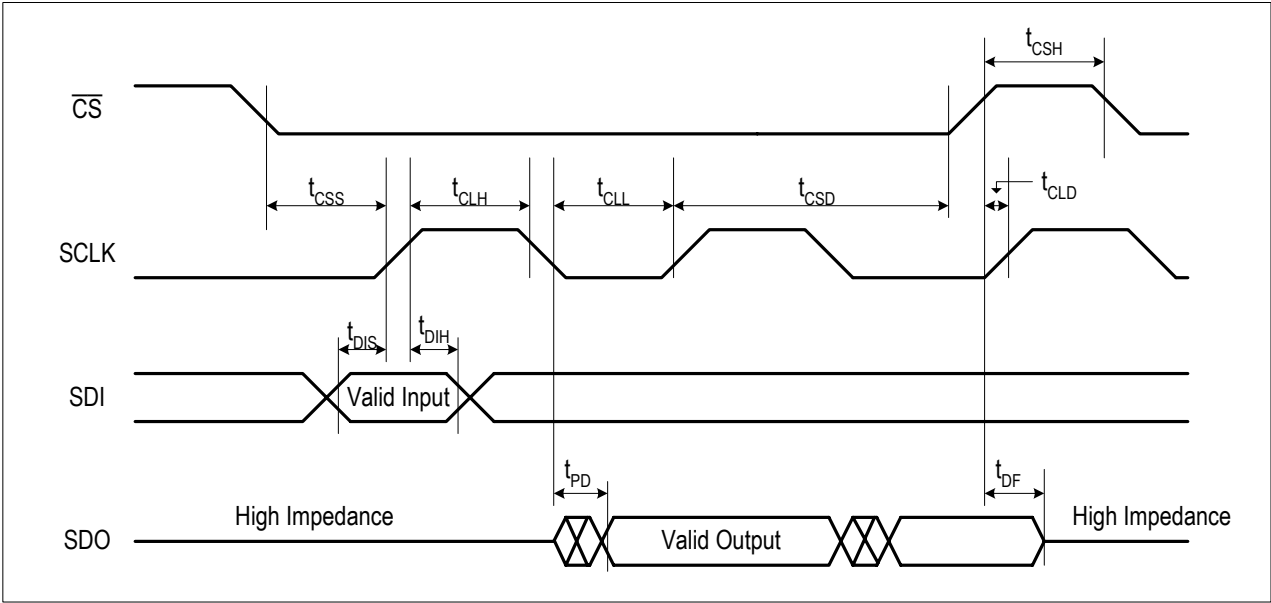 tCSH
CS
tCSS
tCLH
tCLL
tCSD
tCLD
SCLK
tDIS
tDIH
SDI
Valid Input
tPD
tDF
SDO
High Impedance
Valid Output
High Impedance